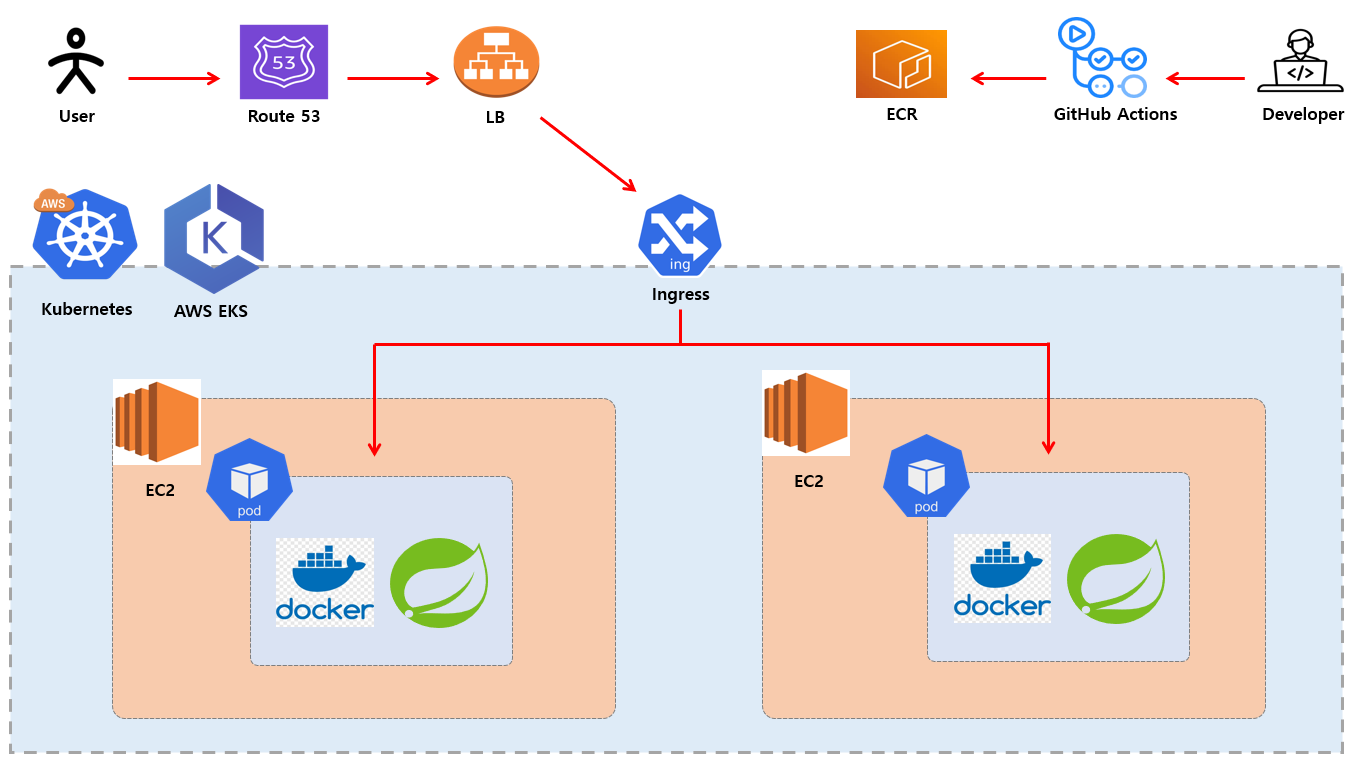 53
User
Route 53
LB
ECR
GitHub Actions
</>
Developer
AWS
K
ing
Kubernetes
AWS EKS
Ingress
EC2
pod
docker
EC2
pod
docker